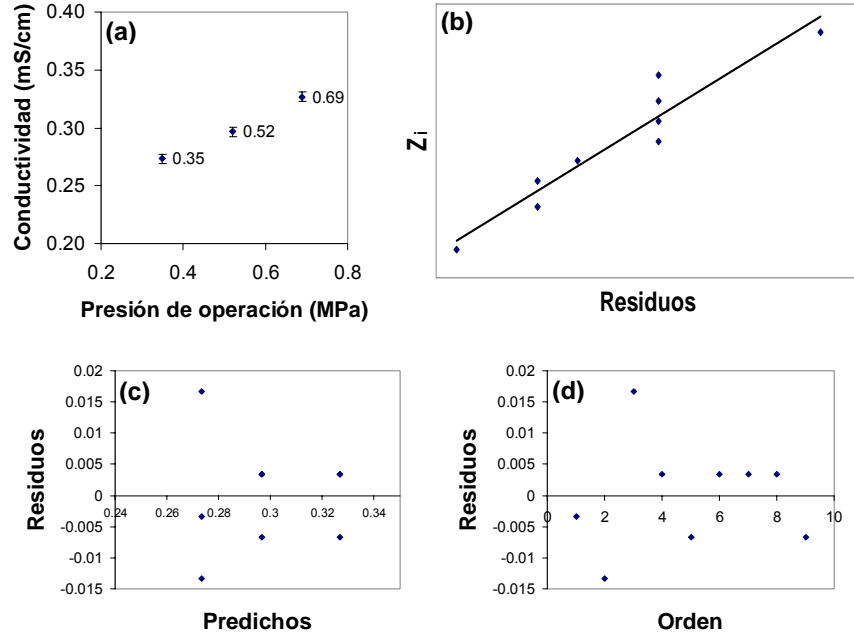 (a)
Conductividad (mS/cm)
0.40
0.35
0.30
0.25
0.20
0.69
0.52
0.35
0.2 0.4 0.6 0.8
Presión de operación (MPa)
(b)
Zi
Residuos
(c)
Residuos
0.02
0.015
0.01
0.005
0
-0.005
-0.01
-0.015
0.24 0.26 0.28 0.3 0.32 0.34
Predichos
(d)
Residuos
0.02
0.015
0.01
0.005
0
-0.005
-0.01
-0.015
0 2 4 6 8 10
Orden